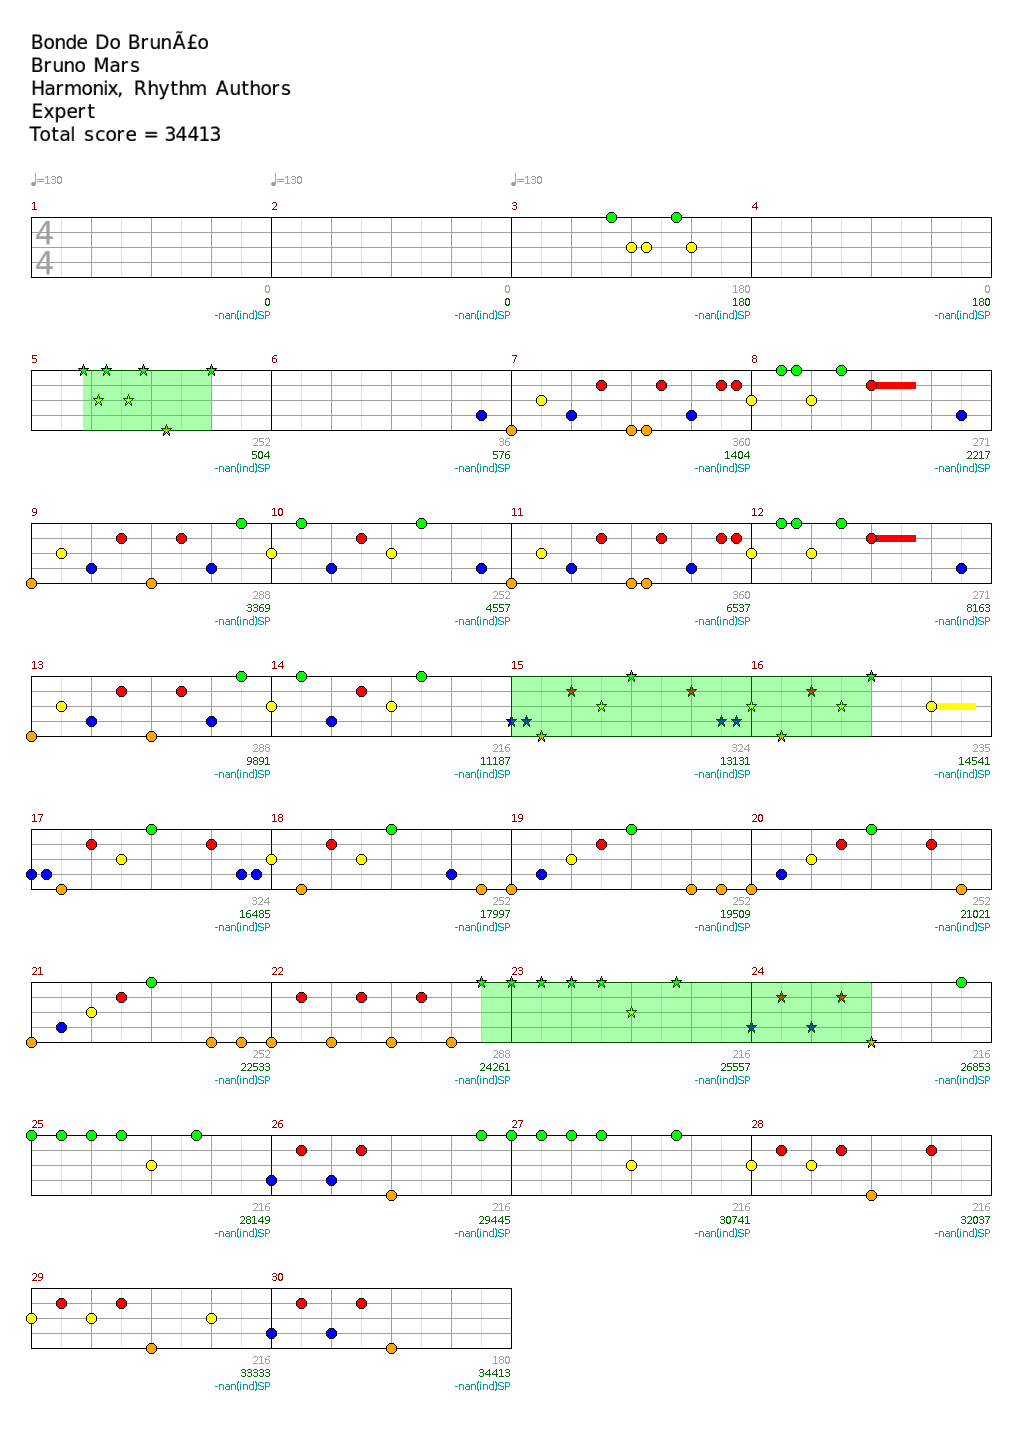 Bonde Do BrunÃ£o
Bruno Mars
Harmonix, Rhythm Authors
Expert
Total score = 34413
♩=130 ♩=130 ♩=130
1 2 3 4
4
4
0 0 180 0
0 0 180 180
-nan(ind)SP -nan(ind)SP -nan(ind)SP -nan(ind)SP
5 6 7 8
252 36 360 271
504 576 1404 2217
-nan(ind)SP -nan(ind)SP -nan(ind)SP -nan(ind)SP
9 10 11 12
288 252 360 271
3369 4557 6537 8163
-nan(ind)SP -nan(ind)SP -nan(ind)SP -nan(ind)SP
13 14 15 16
288 216 324 235
9891 11187 13131 14541
-nan(ind)SP -nan(ind)SP -nan(ind)SP -nan(ind)SP
17 18 19 20
324 252 252 252
16485 17997 19509 21021
-nan(ind)SP -nan(ind)SP -nan(ind)SP -nan(ind)SP
21 22 23 24
252 288 216 216
22533 24261 25557 26853
-nan(ind)SP -nan(ind)SP -nan(ind)SP -nan(ind)SP
25 26 27 28
216 216 216 216
28149 29445 30741 32037
-nan(ind)SP -nan(ind)SP -nan(ind)SP -nan(ind)SP
29 30
216 180
33333 34413
-nan(ind)SP -nan(ind)SP